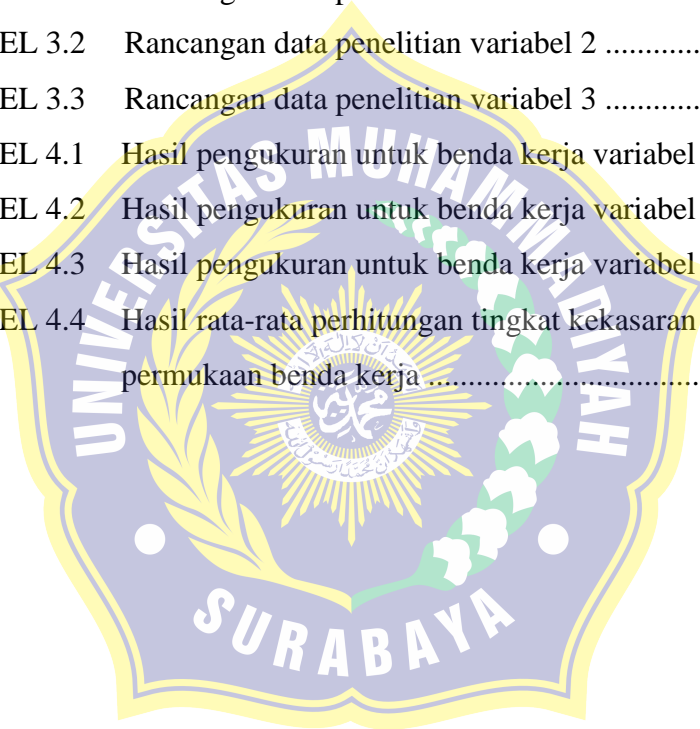 EL 3.2 Rancangan data penelitian variabel 2 ............
EL 3.3 Rancangan data penelitian variabel 3 ............
EL 4.1 Hasil pengukuran untuk benda kerja variabel
EL 4.2 Hasil pengukuran untuk benda kerja variabel
EL 4.3 Hasil pengukuran untuk benda kerja variabel
EL 4.4 Hasil rata-rata perhitungan tingkat kekasaran
permukaan benda kerja .................................
UNIVERSITAS MUHAMMADIYAH
SURABAYA
محمدية